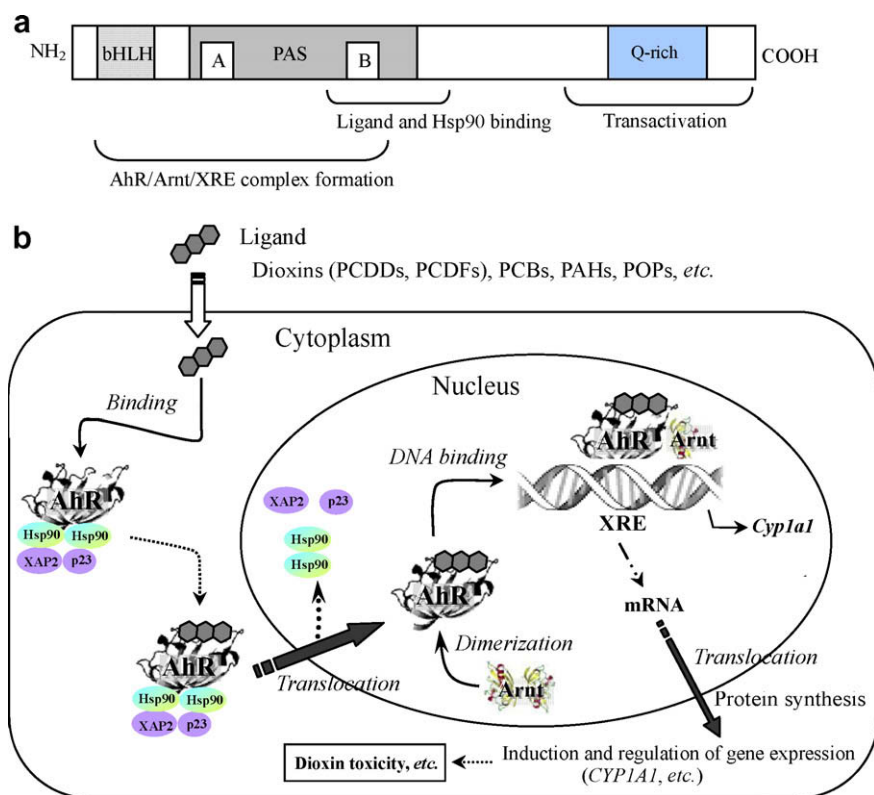 a
NH2 bHLH A PAS B Q-rich COOH
Ligand and Hsp90 binding
Transactivation
AhR/Arnt/XRE complex formation
b
Ligand
Dioxins (PCDDs, PCDFs), PCBs, PAHs, POPs, etc.
Cytoplasm
Nucleus
Binding
AhR
Hsp90 Hsp90
XAP2 p23
AhR
Hsp90 Hsp90
XAP2 p23
Translocation
XAP2 p23
Hsp90
Hsp90
AhR
Dimerization
Arnt
DNA binding
AhR Arnt
XRE
Cyp1a1
mRNA
Translocation
Protein synthesis
Induction and regulation of gene expression
(CYP1A1, etc.)
Dioxin toxicity, etc.